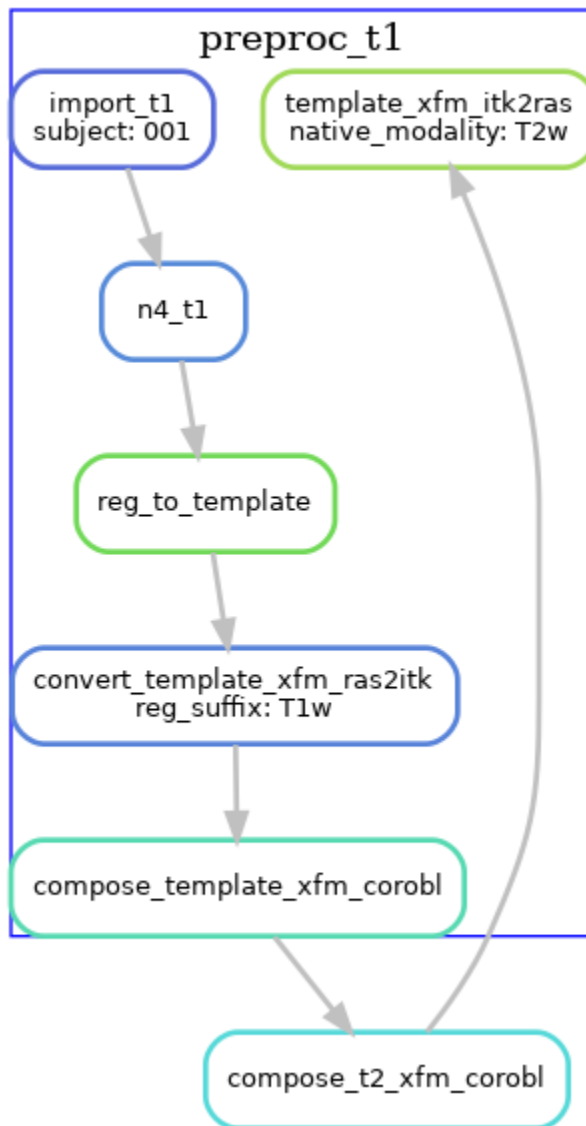 preproc_t1
import_t1
subject: 001
template_xfm_itk2ras
native_modality: T2w
n4_t1
reg_to_template
convert_template_xfm_ras2itk
reg_suffix: T1w
compose_template_xfm_corobl
compose_t2_xfm_corobl